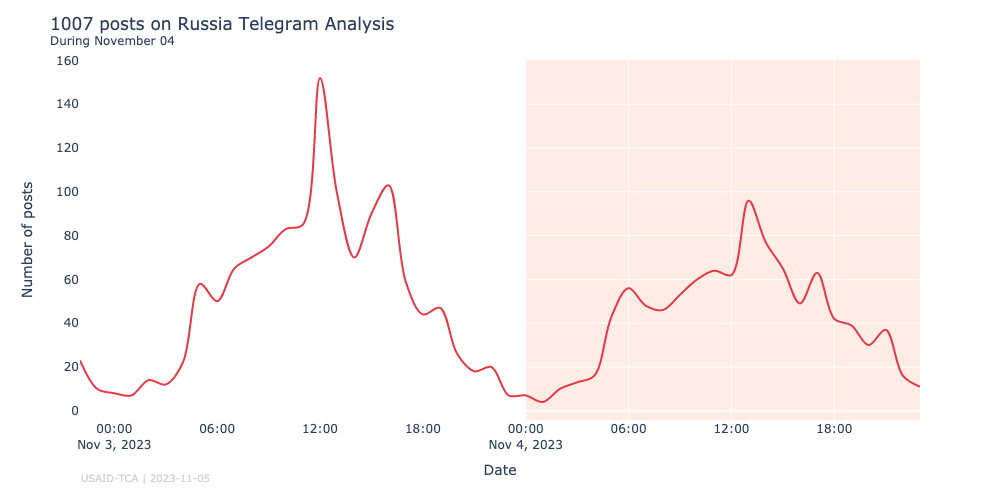 1007 posts on Russia Telegram Analysis
During November 04
160
140
120
100
80
60
40
20
0
Number of posts
00:00 06:00 12:00 18:00 00:00 06:00 12:00 18:00
Nov 3, 2023 Nov 4, 2023
Date
USAID-TCA | 2023-11-05